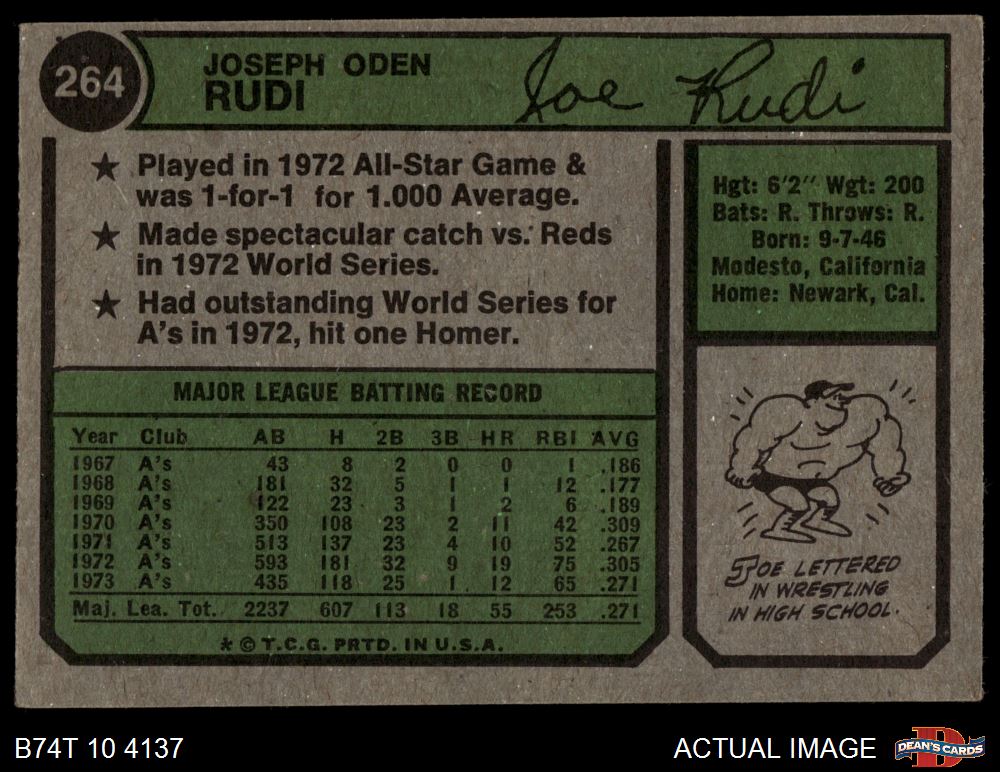 264
JOSEPH ODEN
RUDI
Joe Rudi
★ Played in 1972 All-Star Game &
was 1-for-1 for 1.000 Average.
★ Made spectacular catch vs. Reds
in 1972 World Series.
★ Had outstanding World Series for
A's in 1972, hit one Homer.
Hgt: 6'2" Wgt: 200
Bats: R. Throws: R.
Born: 9-7-46
Modesto, California
Home: Newark, Cal.
MAJOR LEAGUE BATTING RECORD
Year Club AB H 2B 3B HR RBI AVG
1967 A's 43 8 2 0 0 1 .186
1968 A's 181 32 5 1 1 12 .177
1969 A's 122 23 3 1 2 6 .189
1970 A's 350 108 23 2 11 42 .309
1971 A's 513 137 23 4 10 52 .267
1972 A's 593 181 32 9 19 75 .305
1973 A's 435 118 25 1 12 65 .271
Maj. Lea. Tot. 2237 607 113 18 55 253 .271
* © T.C.G. PRTD. IN U.S.A.
JOE LETTERED
IN WRESTLING
IN HIGH SCHOOL.
B74T 10 4137
ACTUAL IMAGE
DEAN'S CARDS